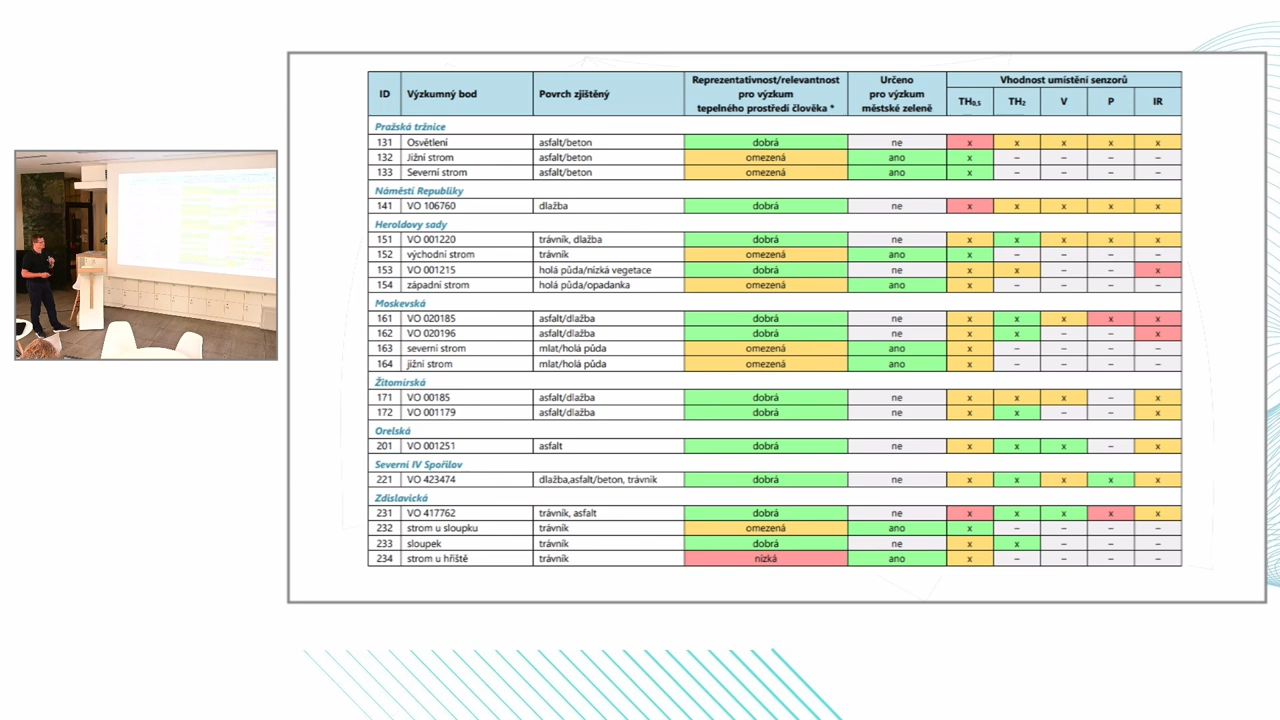 ID Výzkumný bod Povrch zjištěný Reprezentativnost/relevantnost pro výzkum tepelného prostředí člověka * Určeno pro výzkum městské zeleně Vhodnost umístění senzorů
TH0,5 TH2 V P IR
Pražská tržnice
131 Osvětlení asfalt/beton dobrá ne x x x x x
132 Jižní strom asfalt/beton omezená ano x – – – –
133 Severní strom asfalt/beton omezená ano x – – – –
Náměstí Republiky
141 VO 106760 dlažba dobrá ne x x x x x
Heroldovy sady
151 VO 001220 trávník, dlažba dobrá ne x x x x x
152 východní strom trávník omezená ano x – – – –
153 VO 001215 holá půda/nízká vegetace dobrá ne x x – – x
154 západní strom holá půda/opadanka omezená ano x – – – –
Moskevská
161 VO 020185 asfalt/dlažba dobrá ne x x x x x
162 VO 020196 asfalt/dlažba dobrá ne x x – – x
163 severní strom mlat/holá půda omezená ano x – – – –
164 jižní strom mlat/holá půda omezená ano x – – – –
Žitomírská
171 VO 00185 asfalt/dlažba dobrá ne x x x – x
172 VO 001179 asfalt/dlažba dobrá ne x x – – x
Orelská
201 VO 001251 asfalt dobrá ne x x x – x
Severní IV Spořilov
221 VO 423474 dlažba,asfalt/beton, trávník dobrá ne x x x x x
Zdislavická
231 VO 417762 trávník, asfalt dobrá ne x x x x x
232 strom u sloupku trávník omezená ano x – – – –
233 sloupek trávník dobrá ne x x – – –
234 strom u hřiště trávník nízká ano x – – – –